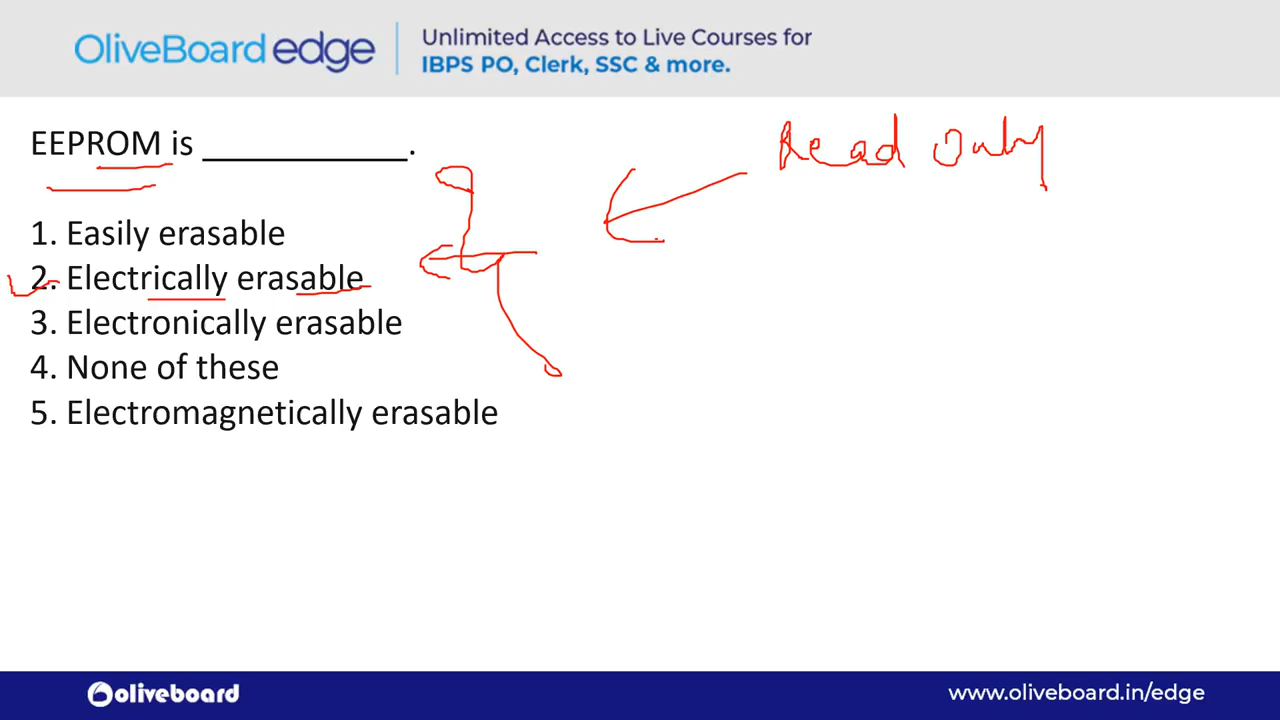 OliveBoard edge
Unlimited Access to Live Courses for
IBPS PO, Clerk, SSC & more.
EEPROM is ___________.
Read Only
1. Easily erasable
2. Electrically erasable
3. Electronically erasable
4. None of these
5. Electromagnetically erasable
oliveboard
www.oliveboard.in/edge